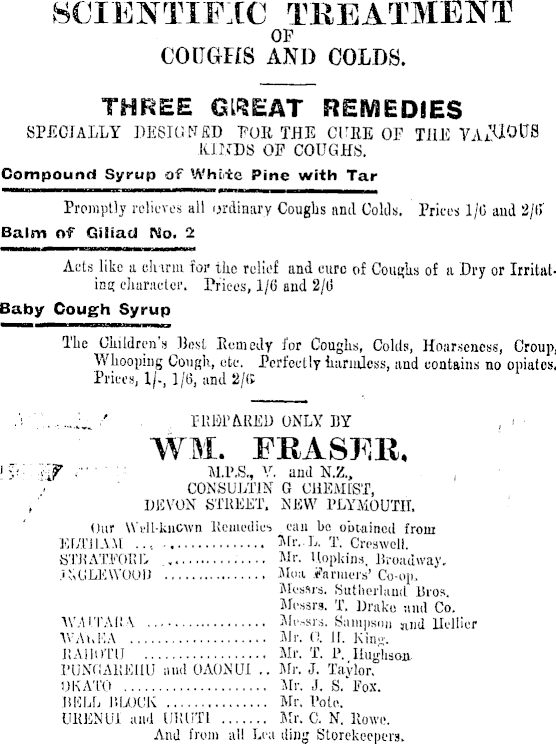 SCIENTIFIC TREATMENT
OF
COUGHS AND COLDS.
THREE GREAT REMEDIES
SPECIALLY DESIGNED FOR THE CURE OF THE VARIOUS
KINDS OF COUGHS.
Compound Syrup of White Pine with Tar
Promptly relieves all ordinary Coughs and Colds. Prices 1/6 and 2/6
Balm of Giliad No. 2
Acts like a charm for the relief and cure of Coughs of a Dry or Irritat-
ing character. Prices, 1/6 and 2/6
Baby Cough Syrup
The Children's Best Remedy for Coughs, Colds, Hoarseness, Croup,
Whooping Cough, etc. Perfectly harmless, and contains no opiates.
Prices, 1/-, 1/6, and 2/6
PREPARED ONLY BY
WM. FRASER,
M.P.S., V. and N.Z.,
CONSULTING CHEMIST,
DEVON STREET, NEW PLYMOUTH.
Our Well-known Remedies can be obtained from
ELTHAM ... Mr. L. T. Creswell.
STRATFORD ... Mr. Hopkins, Broadway.
INGLEWOOD ... Moa Farmers' Co-op.
Messrs. Sutherland Bros.
Messrs. T. Drake and Co.
WAITARA ... Messrs. Sampson and Hellier
WAREA ... Mr. C. H. King.
RAHOTU ... Mr. T. P. Hughson
PUNGAREHU and OAONUI .. Mr. J. Taylor.
OKATO ... Mr. J. S. Fox.
BELL BLOCK ... Mr. Pote.
URENUI and URUTI ... Mr. C. N. Rowe.
And from all Leading Storekeepers.